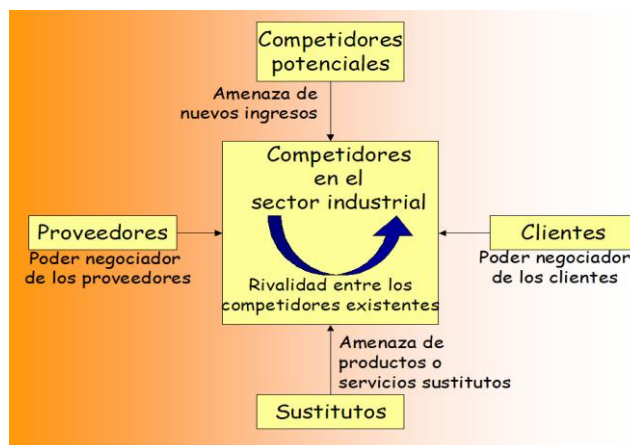 Competidores
potenciales
Amenaza de
nuevos ingresos
Competidores
en el
sector industrial
Proveedores
Poder negociador
de los proveedores
Clientes
Poder negociador
de los clientes
Rivalidad entre los
competidores existentes
Amenaza de
productos o
servicios sustitutos
Sustitutos